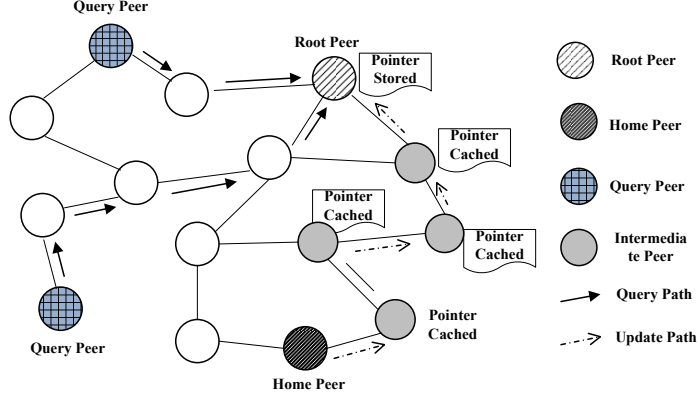 Query Peer
Root Peer
Pointer
Stored
Pointer
Cached
Pointer
Cached
Pointer
Cached
Pointer
Cached
Query Peer
Home Peer
Root Peer
Home Peer
Query Peer
Intermedia
te Peer
Query Path
Update Path